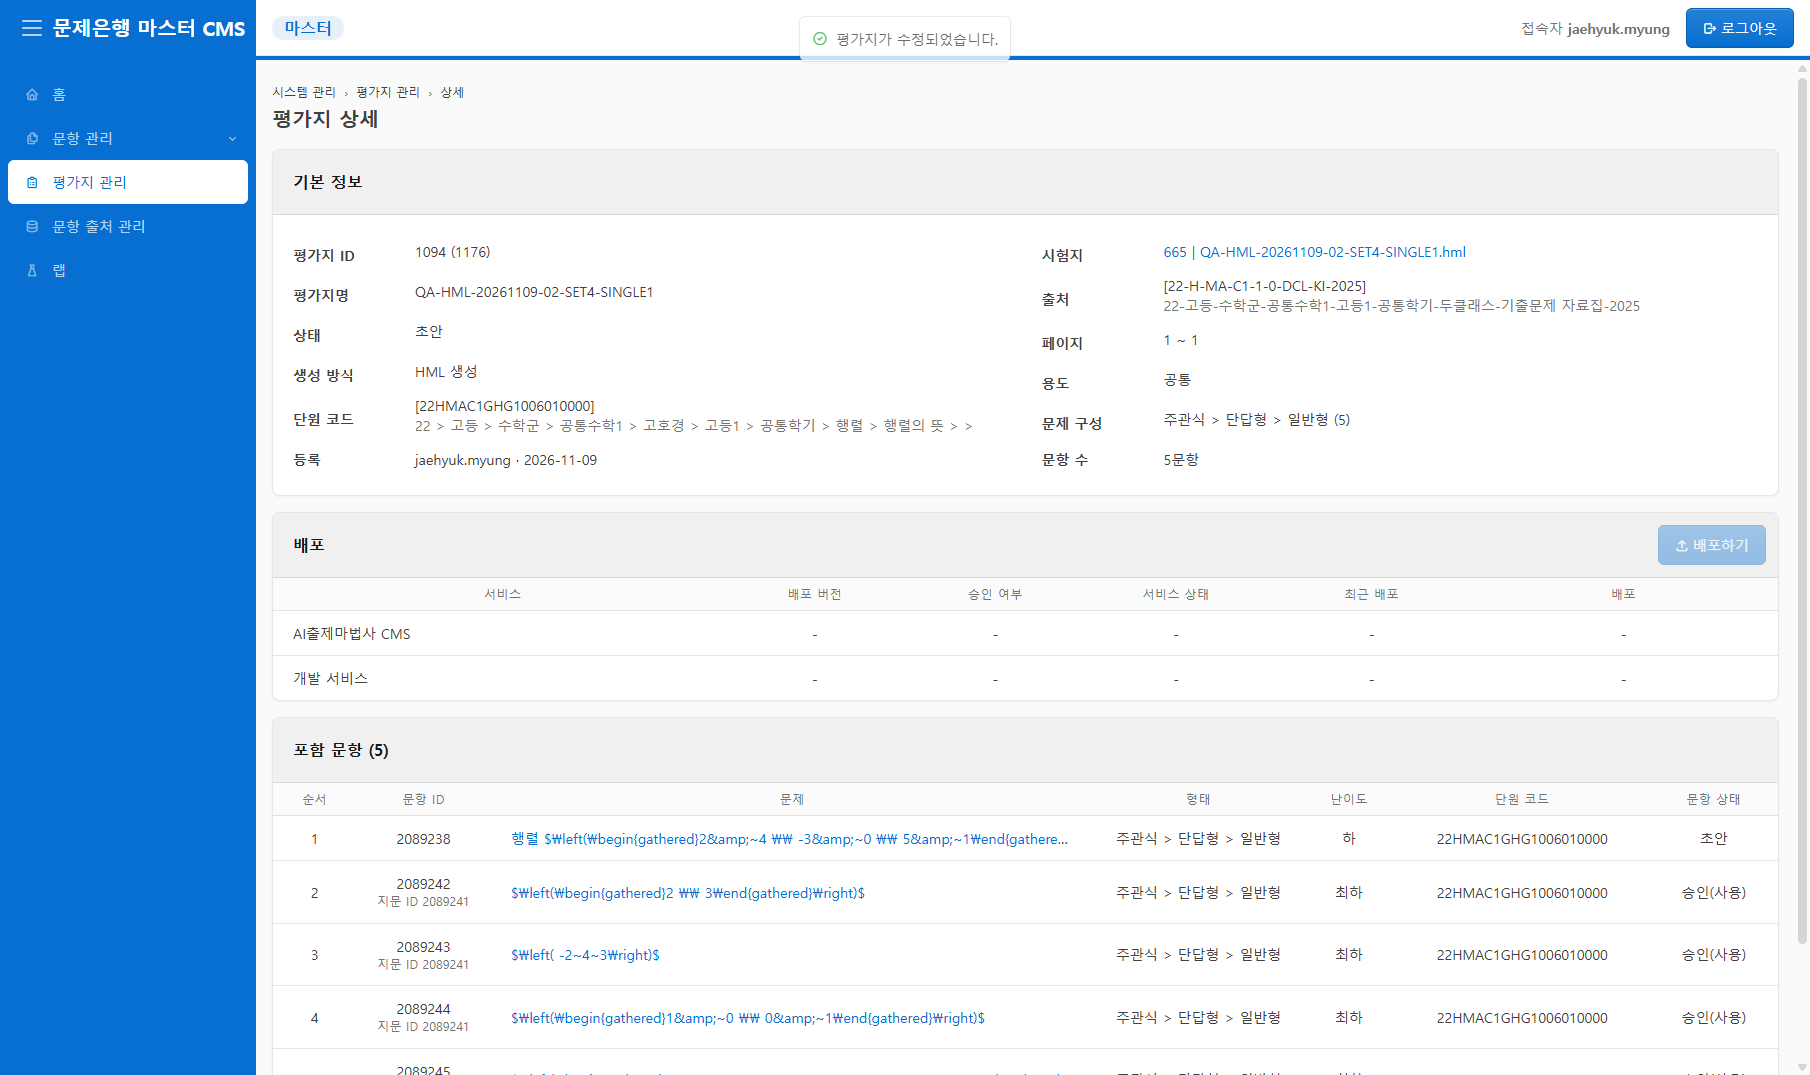 문제은행 마스터 CMS
홈
문항 관리
평가지 관리
문항 출처 관리
랩
마스터
평가지가 수정되었습니다.
접속자 jaehyuk.myung
로그아웃
시스템 관리 › 평가지 관리 › 상세
평가지 상세
기본 정보
평가지 ID 1094 (1176)
평가지명 QA-HML-20261109-02-SET4-SINGLE1
상태 초안
생성 방식 HML 생성
단원 코드 [22HMAC1GHG1006010000]
22 > 고등 > 수학군 > 공통수학1 > 고호경 > 고등1 > 공통학기 > 행렬 > 행렬의 뜻 > >
등록 jaehyuk.myung · 2026-11-09
시험지 665 | QA-HML-20261109-02-SET4-SINGLE1.hml
출처 [22-H-MA-C1-1-0-DCL-KI-2025]
22-고등-수학군-공통수학1-고등1-공통학기-두클래스-기출문제 자료집-2025
페이지 1 ~ 1
용도 공통
문제 구성 주관식 > 단답형 > 일반형 (5)
문항 수 5문항
배포
배포하기
서비스 배포 버전 승인 여부 서비스 상태 최근 배포 배포
AI출제마법사 CMS - - - - -
개발 서비스 - - - - -
포함 문항 (5)
순서 문항 ID 문제 형태 난이도 단원 코드 문항 상태
1 2089238 행렬 $₩left(₩begin{gathered}2&amp;~4 ₩₩ -3&amp;~0 ₩₩ 5&amp;~1₩end{gathere... 주관식 > 단답형 > 일반형 하 22HMAC1GHG1006010000 초안
2 2089242 $₩left(₩begin{gathered}2 ₩₩ 3₩end{gathered}₩right)$ 주관식 > 단답형 > 일반형 최하 22HMAC1GHG1006010000 승인(사용)
지문 ID 2089241
3 2089243 $₩left( -2~4~3₩right)$ 주관식 > 단답형 > 일반형 최하 22HMAC1GHG1006010000 승인(사용)
지문 ID 2089241
4 2089244 $₩left(₩begin{gathered}1&amp;~0 ₩₩ 0&amp;~1₩end{gathered}₩right)$ 주관식 > 단답형 > 일반형 최하 22HMAC1GHG1006010000 승인(사용)
지문 ID 2089241
2089245